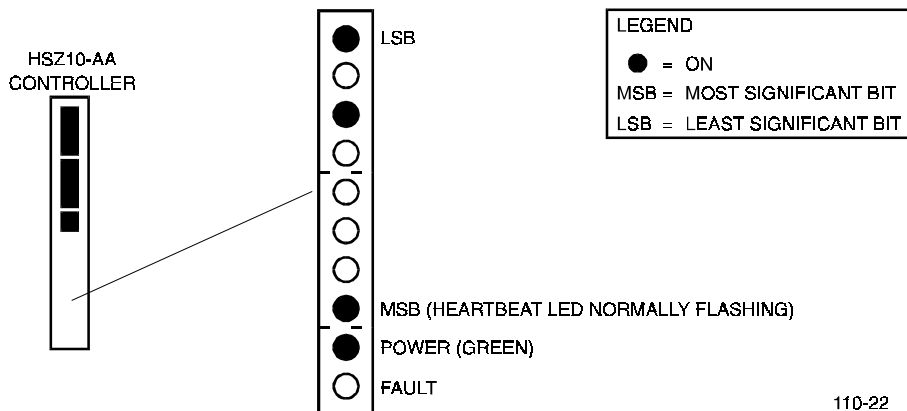 HSZ10-AA
CONTROLLER
LSB
MSB (HEARTBEAT LED NORMALLY FLASHING)
POWER (GREEN)
FAULT
LEGEND
= ON
MSB = MOST SIGNIFICANT BIT
LSB = LEAST SIGNIFICANT BIT
110-22